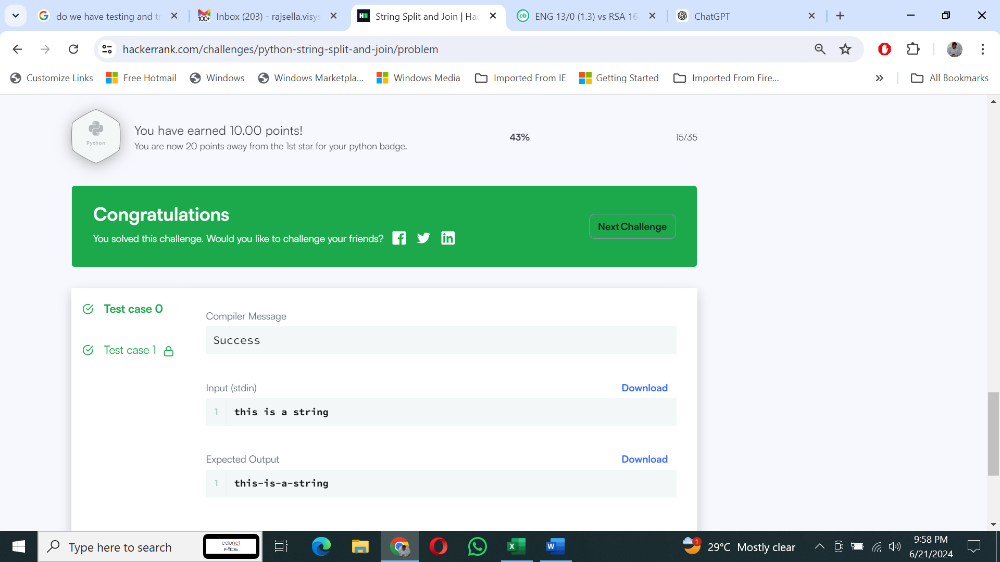 do we have testing and t
Inbox (203) - rajsella.visys
String Split and Join | Hac
ENG 13/0 (1.3) vs RSA 16
ChatGPT
hackerrank.com/challenges/python-string-split-and-join/problem
Customize Links
Free Hotmail
Windows
Windows Marketpla...
Windows Media
Imported From IE
Getting Started
Imported From Fire...
All Bookmarks
Python
You have earned 10.00 points!
You are now 20 points away from the 1st star for your python badge.
43%
15/35
Congratulations
You solved this challenge. Would you like to challenge your friends?
Next Challenge
Test case 0
Test case 1
Compiler Message
Success
Input (stdin)
Download
1 this is a string
Expected Output
Download
1 this-is-a-string
Type here to search
edunet
FICE
1
29°C Mostly clear
9:58 PM
6/21/2024